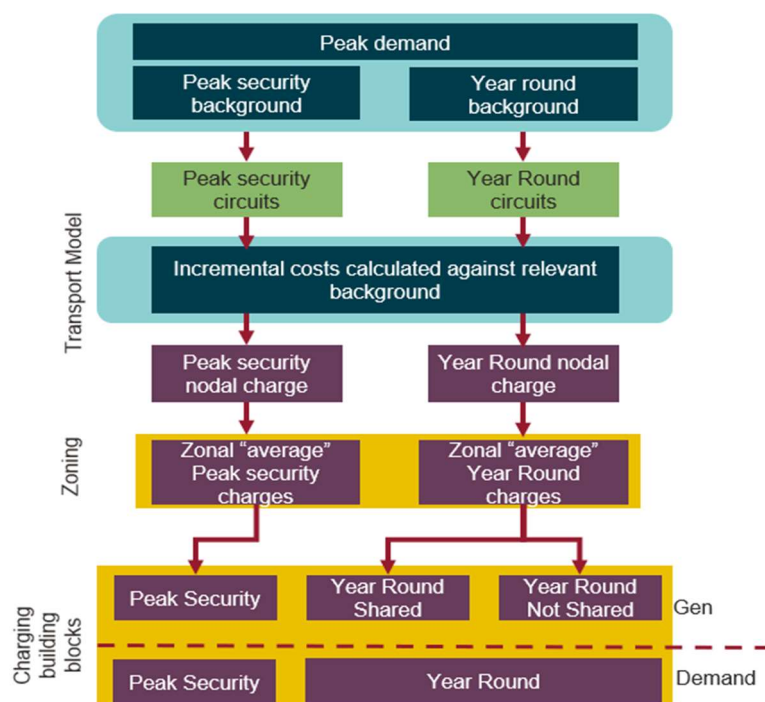 Peak demand
Peak security
background
Year round
background
Peak security
circuits
Year Round
circuits
Transport Model
Incremental costs calculated against relevant
background
Peak security
nodal charge
Year Round nodal
charge
Zoning
Zonal “average”
Peak security
charges
Zonal “average”
Year Round
charges
Charging
building
blocks
Peak Security
Year Round
Shared
Year Round
Not Shared
Gen
Peak Security
Year Round
Demand